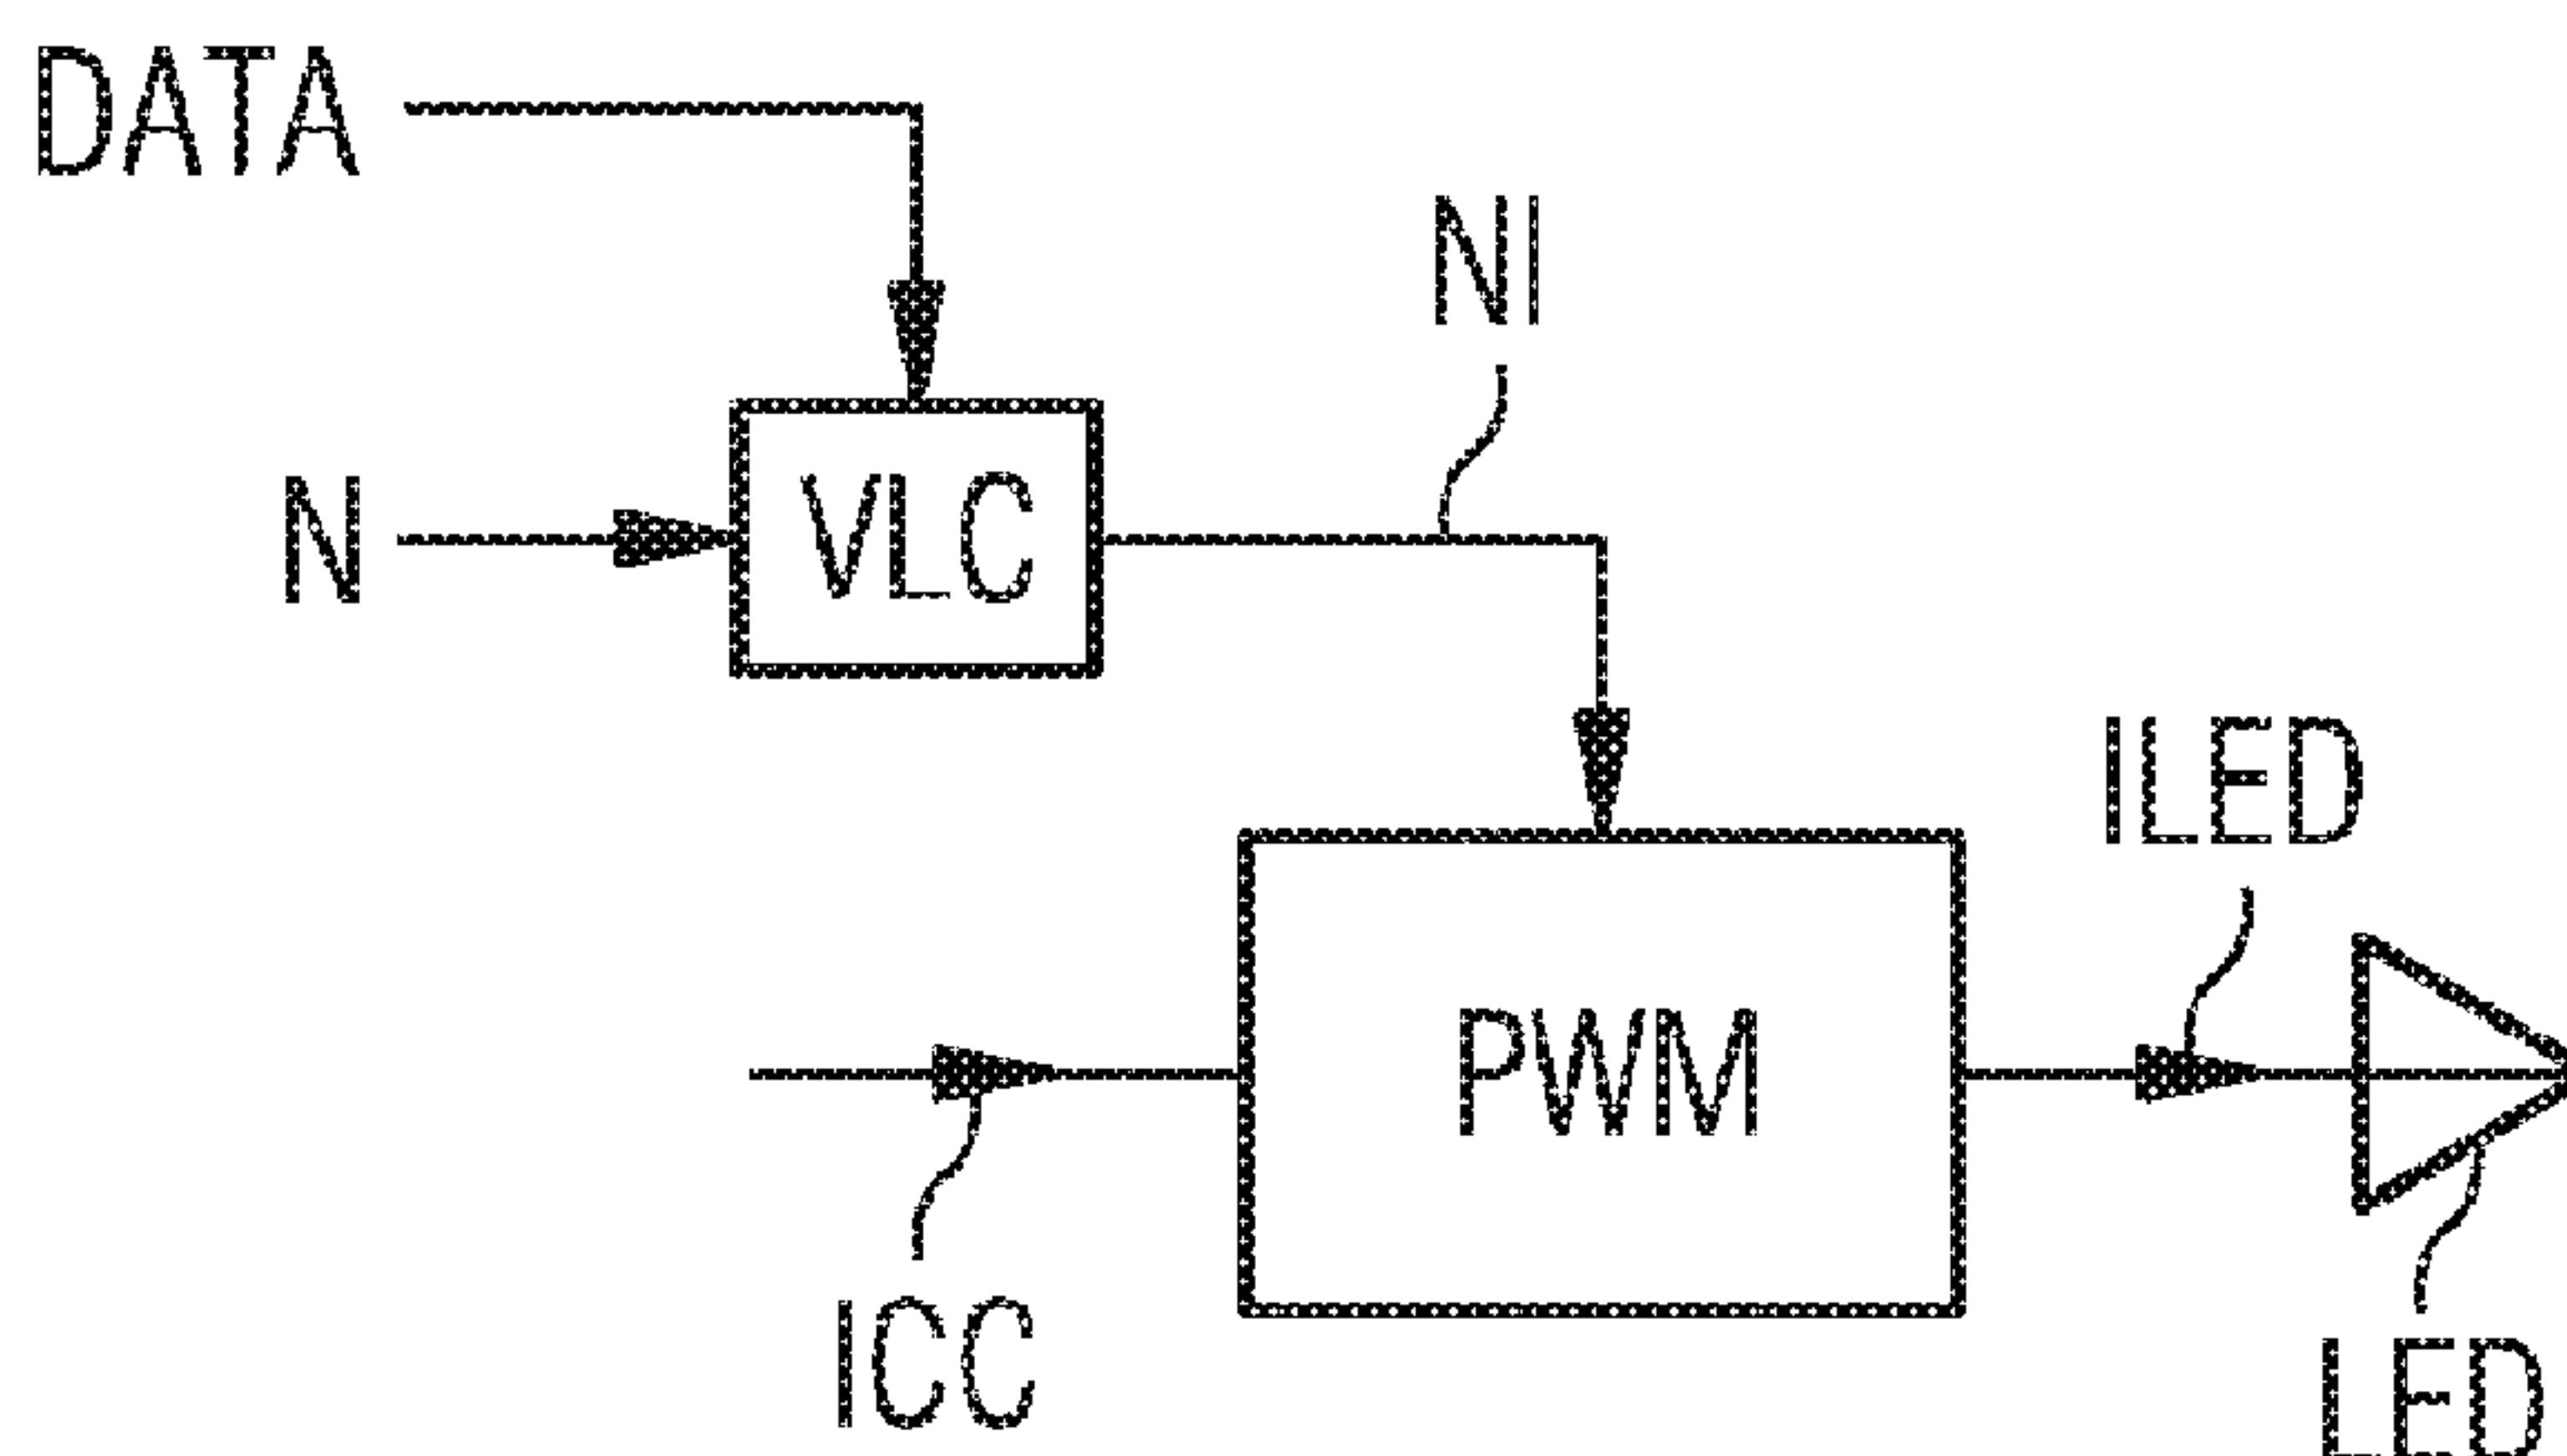 DATA
NI
N
VLC
ILED
PWM
ICC
LED